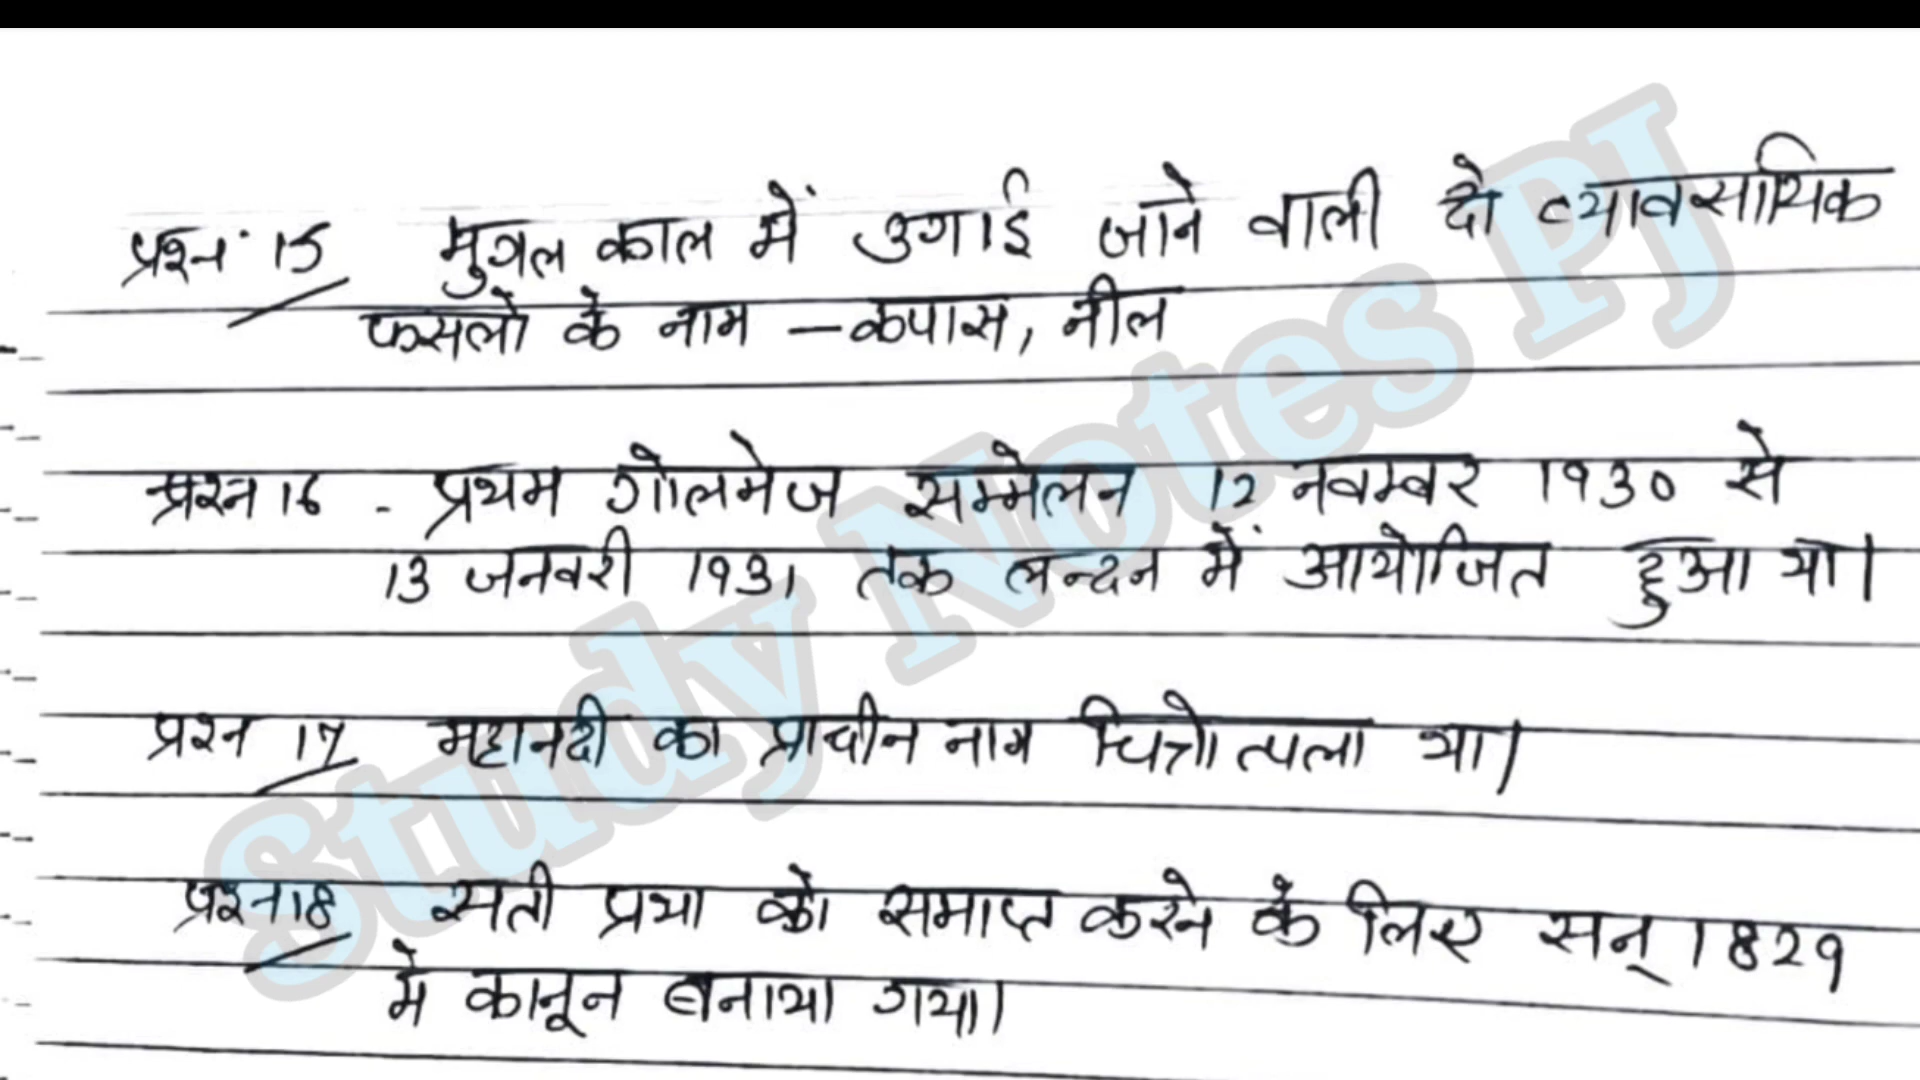 प्रश्न 15 मुगल काल में उगाई जाने वाली दो व्यावसायिक
फसलो के नाम – कपास, नील
प्रश्न 16 - प्रथम गोलमेज सम्मेलन 12 नवम्बर 1930 से
13 जनवरी 1931 तक लन्दन में आयोजित हुआ था।
प्रश्न 17 महानदी का प्राचीन नाम चित्रोत्पला था।
प्रश्न 18 सती प्रथा को समाप्त करने के लिए सन् 1829
मे कानून बनाया गया।
Study Notes PJ